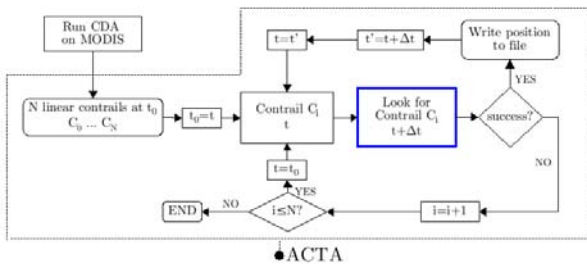 Run CDA
on MODIS
t=t'
t'=t+Δt
Write position
to file
YES
N linear contrails at t₀
C₀ ... C_N
t₀=t
Contrail Cᵢ
t
Look for
Contrail Cᵢ
t+Δt
success?
NO
t=t₀
YES
END
NO
i≤N?
i=i+1
ACTA